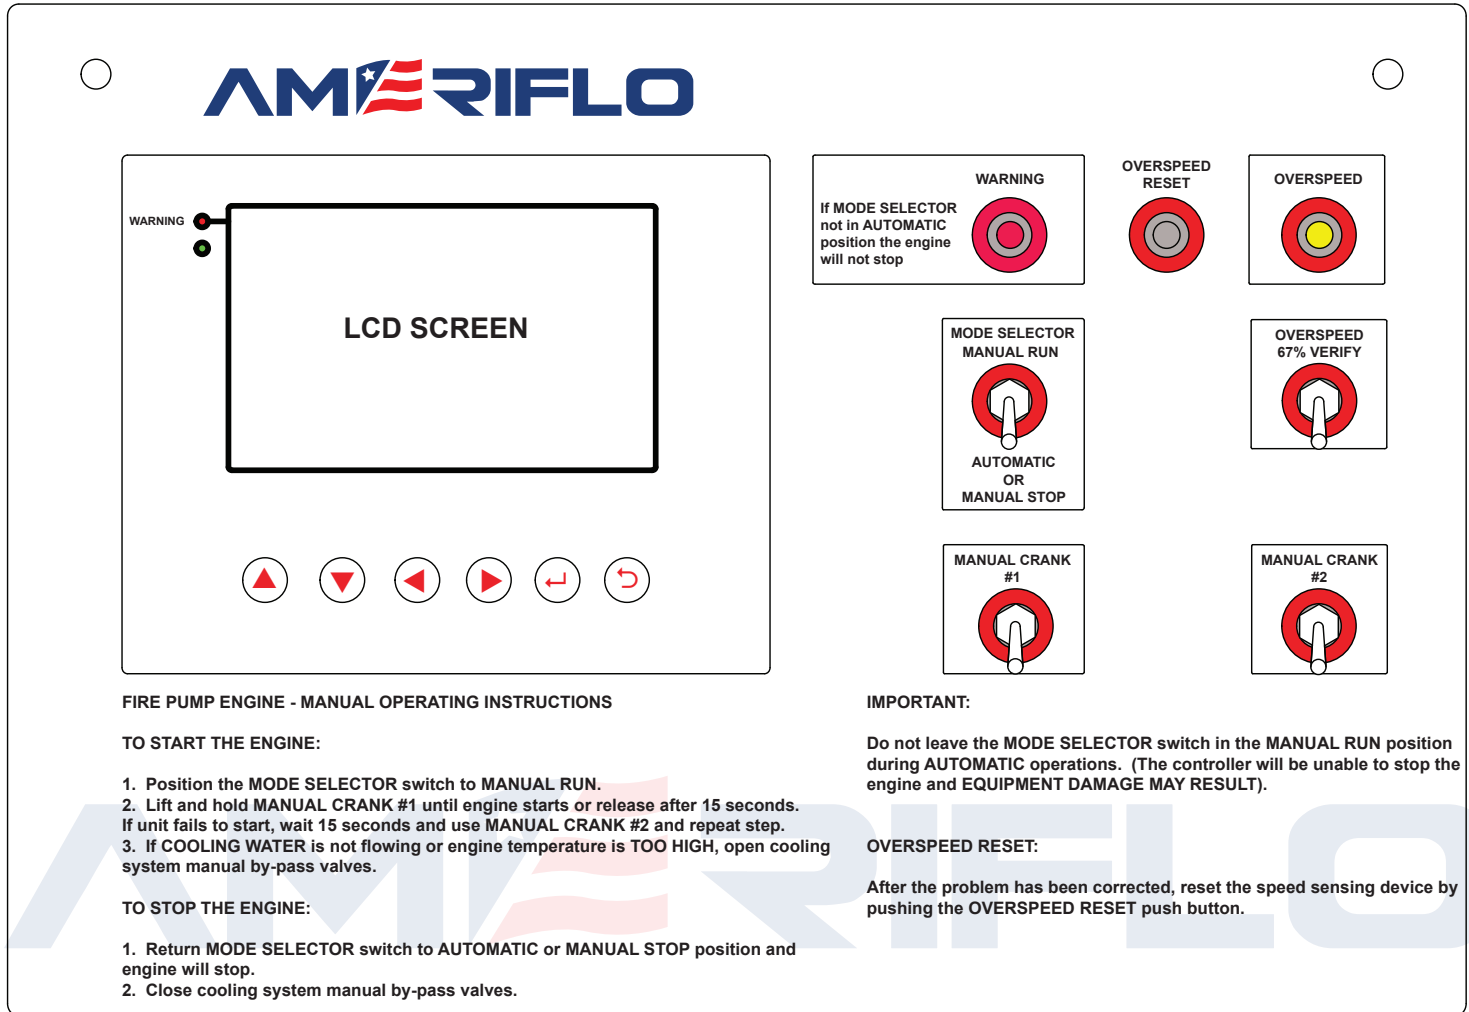 AMERIFLO
WARNING
LCD SCREEN
WARNING
If MODE SELECTOR
not in AUTOMATIC
position the engine
will not stop
OVERSPEED
RESET
OVERSPEED
MODE SELECTOR
MANUAL RUN
AUTOMATIC
OR
MANUAL STOP
OVERSPEED
67% VERIFY
MANUAL CRANK
#1
MANUAL CRANK
#2
FIRE PUMP ENGINE - MANUAL OPERATING INSTRUCTIONS
TO START THE ENGINE:
1. Position the MODE SELECTOR switch to MANUAL RUN.
2. Lift and hold MANUAL CRANK #1 until engine starts or release after 15 seconds.
If unit fails to start, wait 15 seconds and use MANUAL CRANK #2 and repeat step.
3. If COOLING WATER is not flowing or engine temperature is TOO HIGH, open cooling
system manual by-pass valves.
TO STOP THE ENGINE:
1. Return MODE SELECTOR switch to AUTOMATIC or MANUAL STOP position and
engine will stop.
2. Close cooling system manual by-pass valves.
IMPORTANT:
Do not leave the MODE SELECTOR switch in the MANUAL RUN position
during AUTOMATIC operations. (The controller will be unable to stop the
engine and EQUIPMENT DAMAGE MAY RESULT).
OVERSPEED RESET:
After the problem has been corrected, reset the speed sensing device by
pushing the OVERSPEED RESET push button.
AMERIFLO